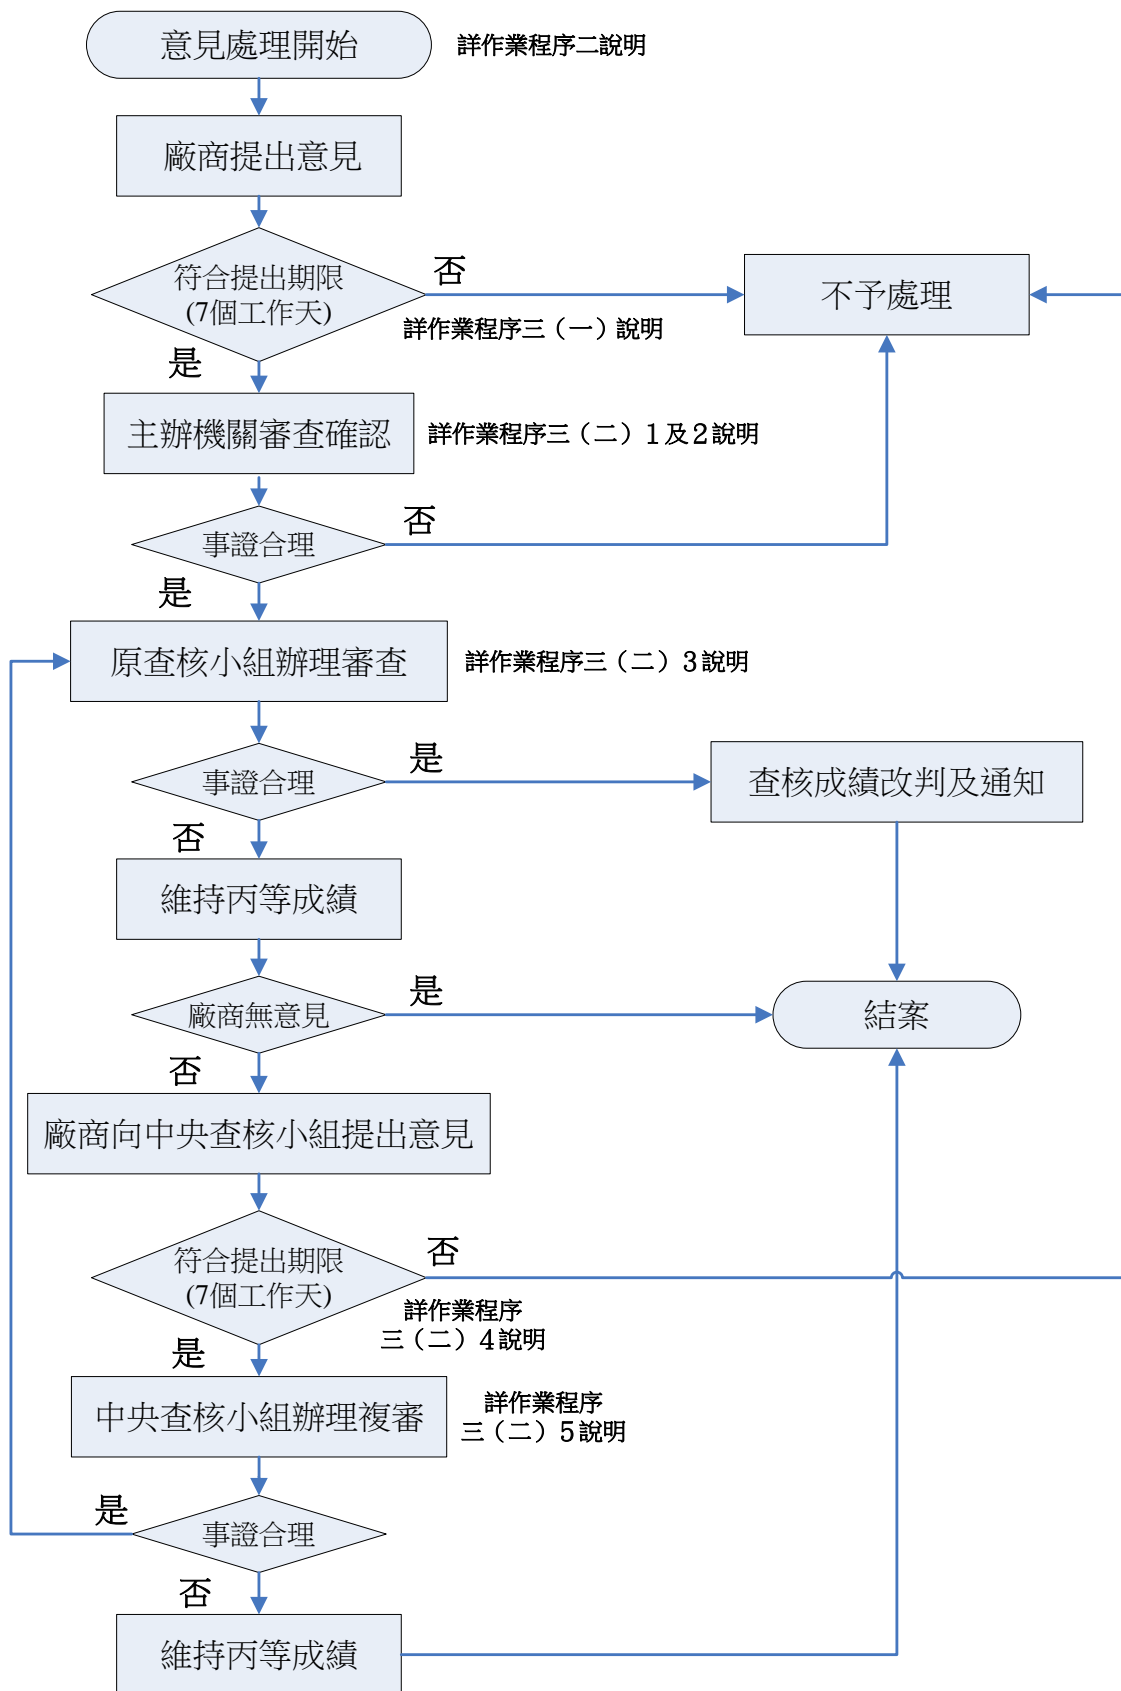 意見處理開始
詳作業程序二說明
廠商提出意見
符合提出期限
(7個工作天)
否
不予處理
詳作業程序三（一）說明
是
主辦機關審查確認
詳作業程序三（二）１及２說明
事證合理
否
是
原查核小組辦理審查
詳作業程序三（二）３說明
事證合理
是
查核成績改判及通知
否
維持丙等成績
廠商無意見
是
結案
否
廠商向中央查核小組提出意見
符合提出期限
(7個工作天)
否
詳作業程序
三（二）４說明
是
中央查核小組辦理複審
詳作業程序
三（二）５說明
是
事證合理
否
維持丙等成績